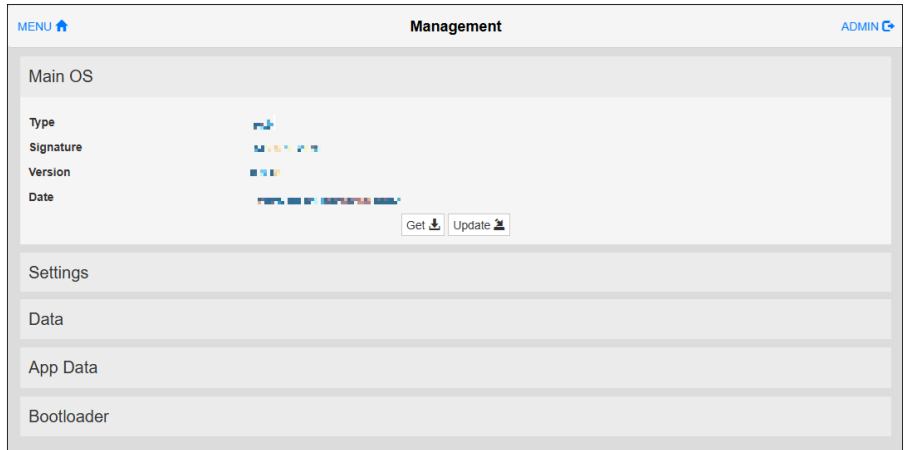 MENU Management ADMIN
Main OS
Type
Signature
Version
Date
Get Update
Settings
Data
App Data
Bootloader